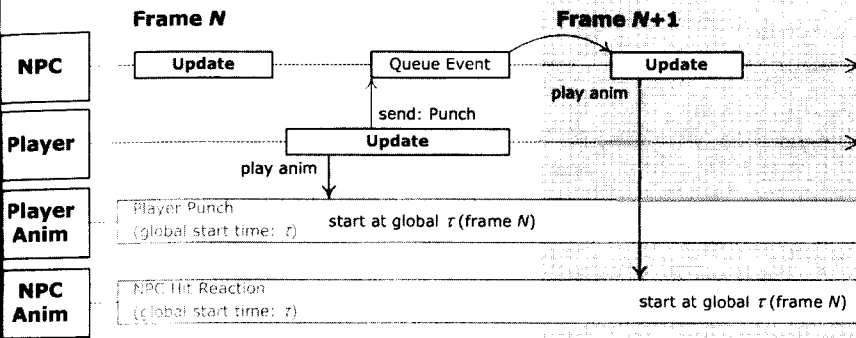 Frame N
Frame N+1
NPC
Update
Queue Event
Update
play anim
send: Punch
Player
Update
play anim
Player
Anim
Player Punch
(global start time: τ)
start at global τ (frame N)
NPC
Anim
NPC Hit Reaction
(global start time: τ)
start at global τ (frame N)